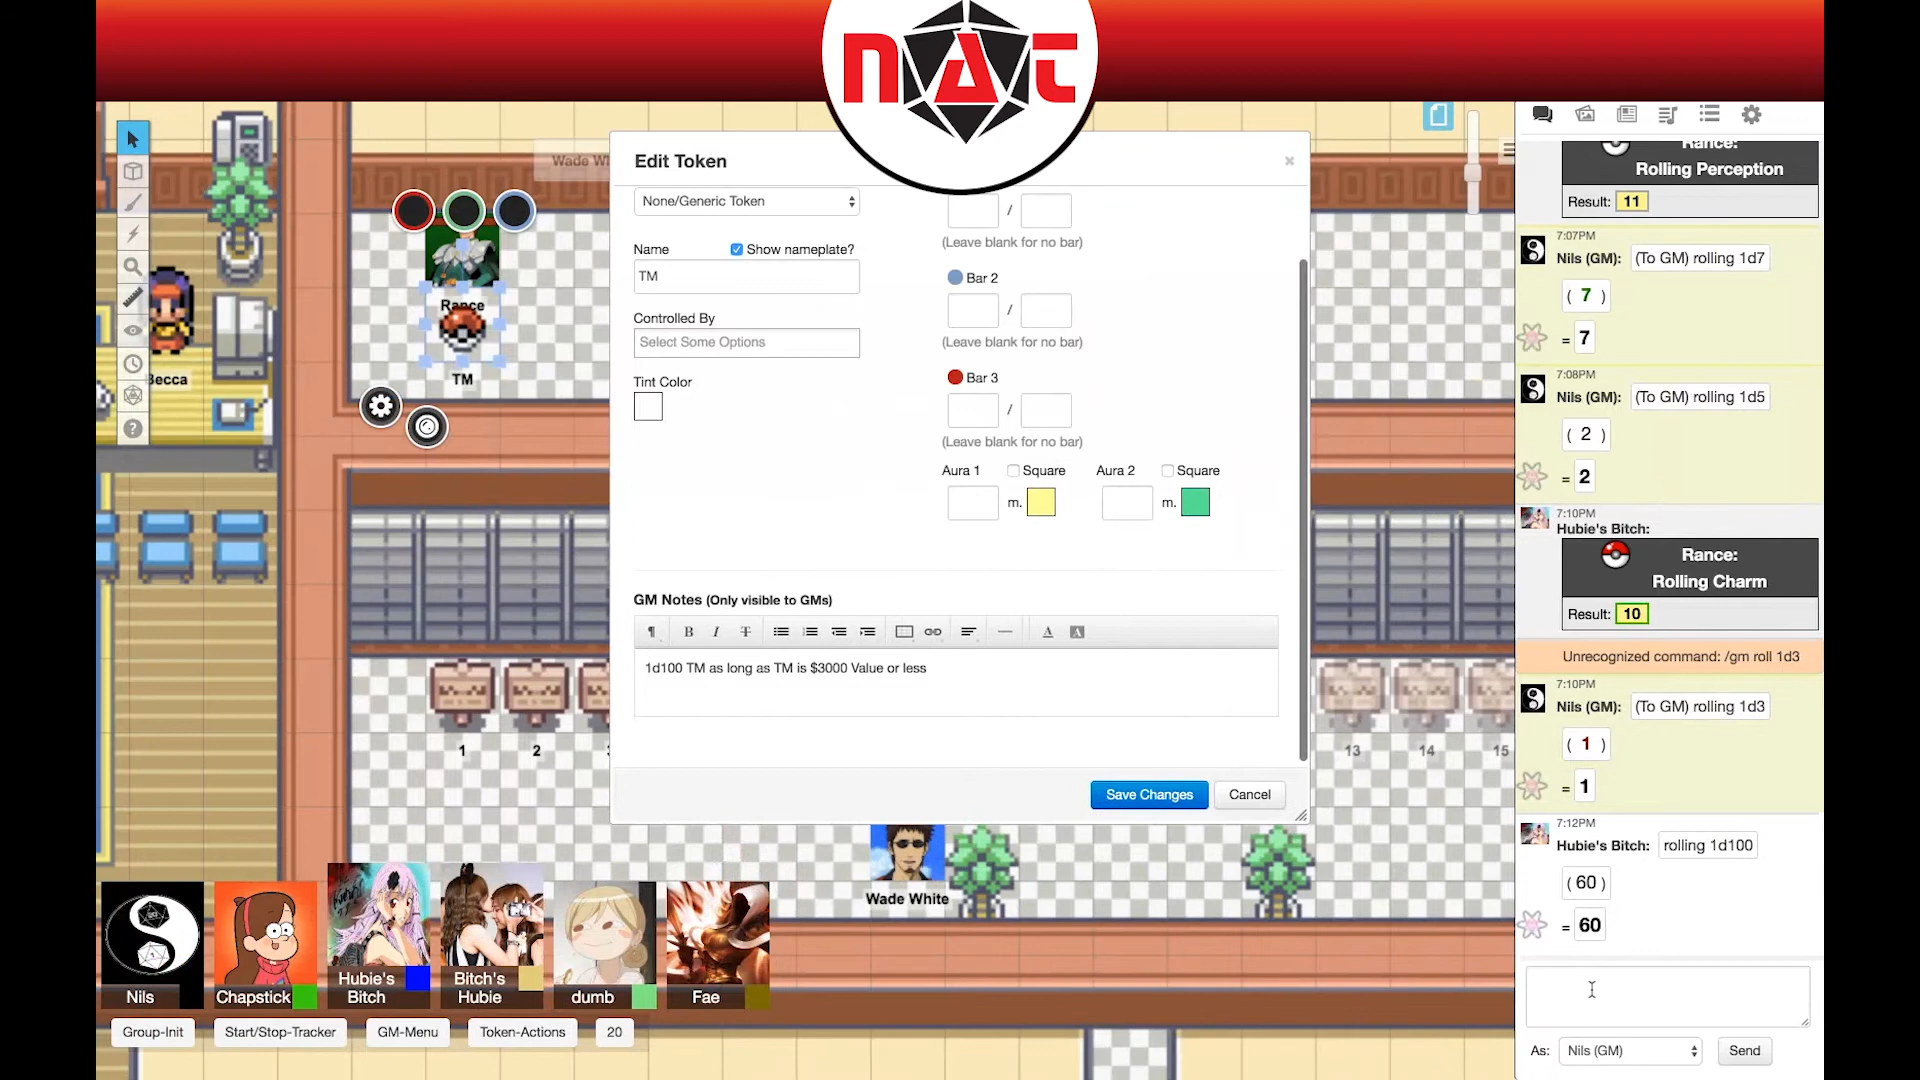 nAt
Edit Token
None/Generic Token
Name
Show nameplate?
TM
Controlled By
Select Some Options
Tint Color
/
(Leave blank for no bar)
Bar 2
/
(Leave blank for no bar)
Bar 3
/
(Leave blank for no bar)
Aura 1
Square
Aura 2
Square
m.
m.
GM Notes (Only visible to GMs)
1d100 TM as long as TM is $3000 Value or less
Save Changes
Cancel
Rance
TM
Becca
1
2
13
14
15
Wade White
Nils
Chapstick
Hubie's
Bitch
Bitch's
Hubie
dumb
Fae
Group-Init
Start/Stop-Tracker
GM-Menu
Token-Actions
20
Rance:
Rolling Perception
Result: 11
7:07PM
Nils (GM): (To GM) rolling 1d7
( 7 )
= 7
7:08PM
Nils (GM): (To GM) rolling 1d5
( 2 )
= 2
7:10PM
Hubie's Bitch:
Rance:
Rolling Charm
Result: 10
Unrecognized command: /gm roll 1d3
7:10PM
Nils (GM): (To GM) rolling 1d3
( 1 )
= 1
7:12PM
Hubie's Bitch: rolling 1d100
( 60 )
= 60
As: Nils (GM)
Send